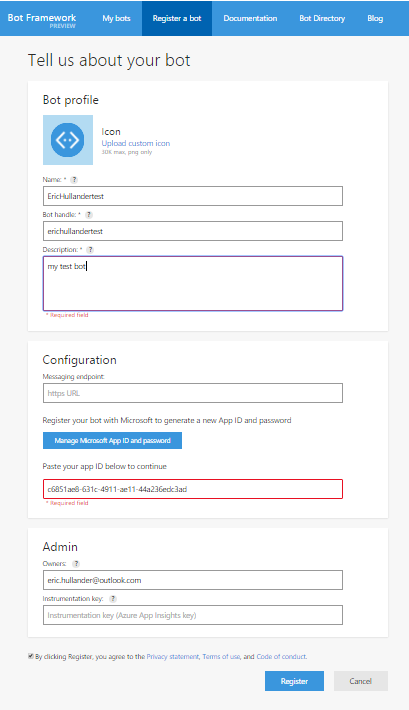 Bot Framework
PREVIEW
My bots
Register a bot
Documentation
Bot Directory
Blog
Tell us about your bot
Bot profile
Icon
Upload custom icon
30K max, png only
Name: * ?
EricHullandertest
Bot handle: * ?
erichullandertest
Description: * ?
my test bot
* Required field
Configuration
Messaging endpoint:
https URL
Register your bot with Microsoft to generate a new App ID and password
Manage Microsoft App ID and password
Paste your app ID below to continue
c6851ae8-631c-4911-ae11-44a236edc3ad
* Required field
Admin
Owners: ?
eric.hullander@outlook.com
Instrumentation key: ?
Instrumentation key (Azure App Insights key)
By clicking Register, you agree to the Privacy statement, Terms of use, and Code of conduct.
Register
Cancel